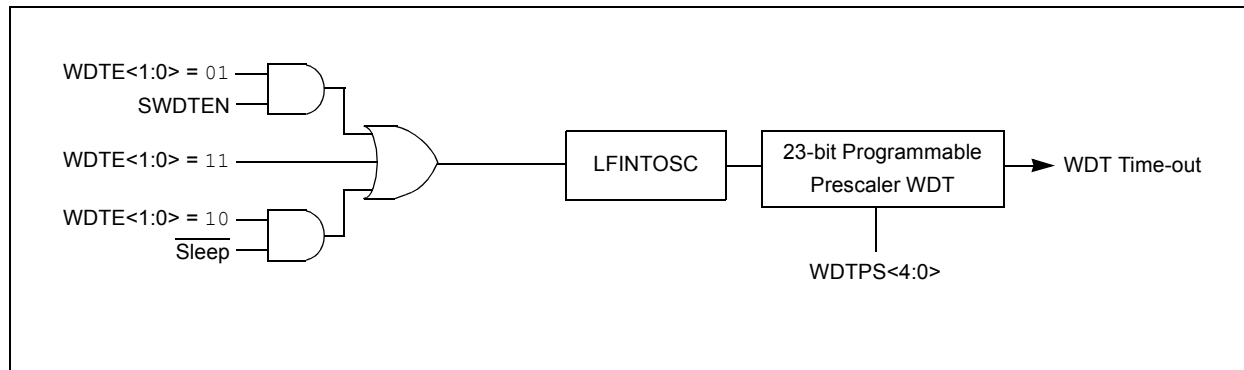 WDTE<1:0> = 01
SWDTEN
WDTE<1:0> = 11
WDTE<1:0> = 10
Sleep
LFINTOSC
23-bit Programmable
Prescaler WDT
WDT Time-out
WDTPS<4:0>